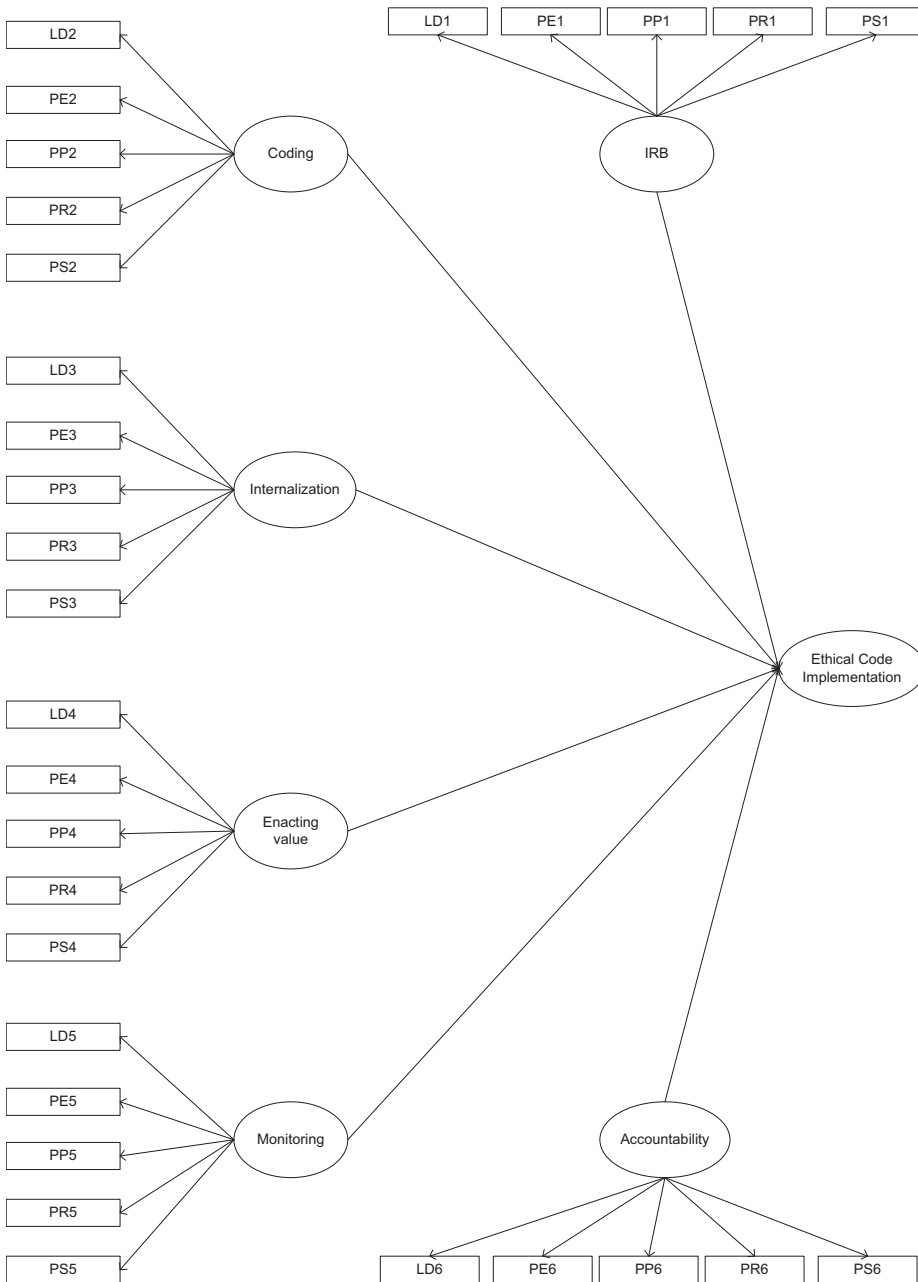 LD1
PE1
PP1
PR1
PS1
IRB
LD2
PE2
PP2
PR2
PS2
Coding
LD3
PE3
PP3
PR3
PS3
Internalization
Ethical Code
Implementation
LD4
PE4
PP4
PR4
PS4
Enacting
value
LD5
PE5
PP5
PR5
PS5
Monitoring
Accountability
LD6
PE6
PP6
PR6
PS6